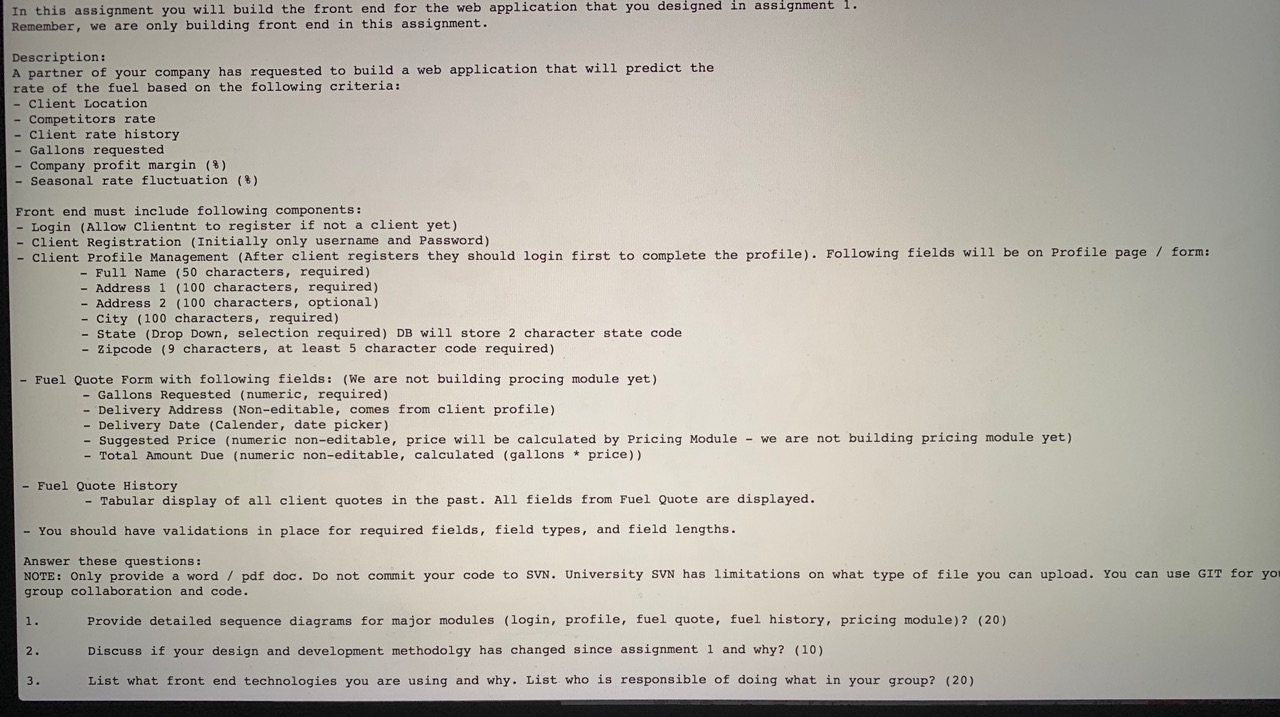 In this assignment you will build the front end for the web application that you designed in assignment 1.
Remember, we are only building front end in this assignment.
Description:
A partner of your company has requested to build a web application that will predict the
rate of the fuel based on the following criteria:
- Client Location
- Competitors rate
- Client rate history
- Gallons requested
- Company profit margin (%)
- Seasonal rate fluctuation (%)
Front end must include following components:
- Login (Allow Clientnt to register if not a client yet)
- Client Registration (Initially only username and Password)
- Client Profile Management (After client registers they should login first to complete the profile). Following fields will be on Profile page / form:
- Full Name (50 characters, required)
- Address 1 (100 characters, required)
- Address 2 (100 characters, optional)
- City (100 characters, required)
- State (Drop Down, selection required) DB will store 2 character state code
- Zipcode (9 characters, at least 5 character code required)
- Fuel Quote Form with following fields: (We are not building procing module yet)
- Gallons Requested (numeric, required)
- Delivery Address (Non-editable, comes from client profile)
- Delivery Date (Calender, date picker)
- Suggested Price (numeric non-editable, price will be calculated by Pricing Module - we are not building pricing module yet)
- Total Amount Due (numeric non-editable, calculated (gallons * price))
- Fuel Quote History
- Tabular display of all client quotes in the past. All fields from Fuel Quote are displayed.
- You should have validations in place for required fields, field types, and field lengths.
Answer these questions:
NOTE: Only provide a word / pdf doc. Do not commit your code to SVN. University SVN has limitations on what type of file you can upload. You can use GIT for
group collaboration and code.
1. Provide detailed sequence diagrams for major modules (login, profile, fuel quote, fuel history, pricing module)? (20)
2. Discuss if your design and development methodolgy has changed since assignment 1 and why? (10)
3. List what front end technologies you are using and why. List who is responsible of doing what in your group? (20)